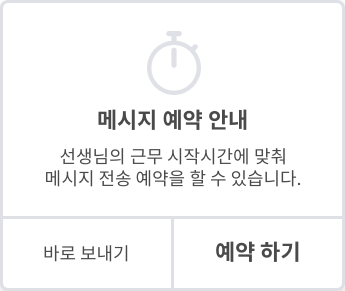 메시지 예약 안내
선생님의 근무 시작시간에 맞춰
메시지 전송 예약을 할 수 있습니다.
바로 보내기
예약 하기